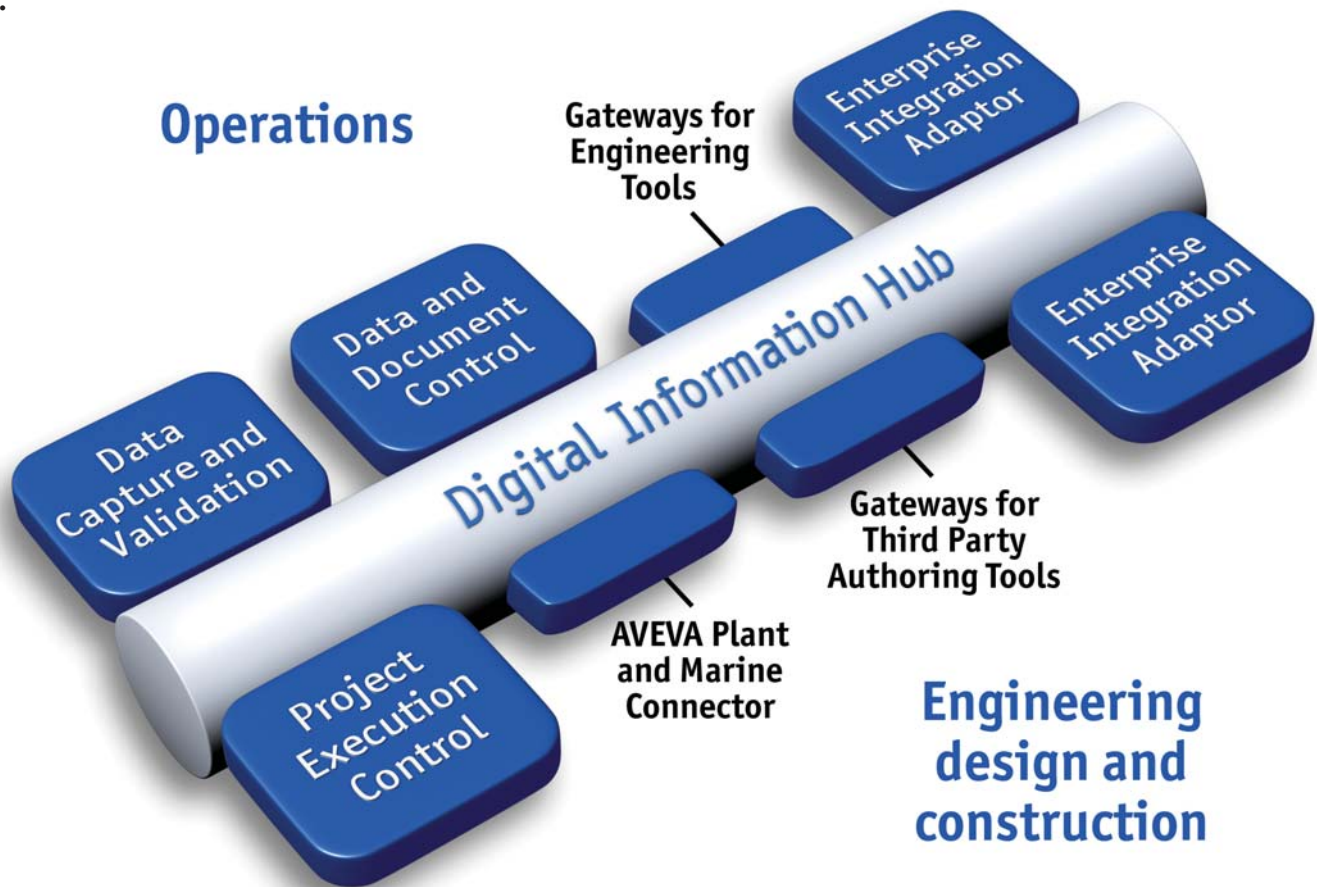 Operations
Gateways for
Engineering
Tools
Enterprise
Integration
Adaptor
Data and
Document
Control
Data
Capture and
Validation
Digital Information Hub
Enterprise
Integration
Adaptor
Gateways for
Third Party
Authoring Tools
AVEVA Plant
and Marine
Connector
Project
Execution
Control
Engineering
design and
construction